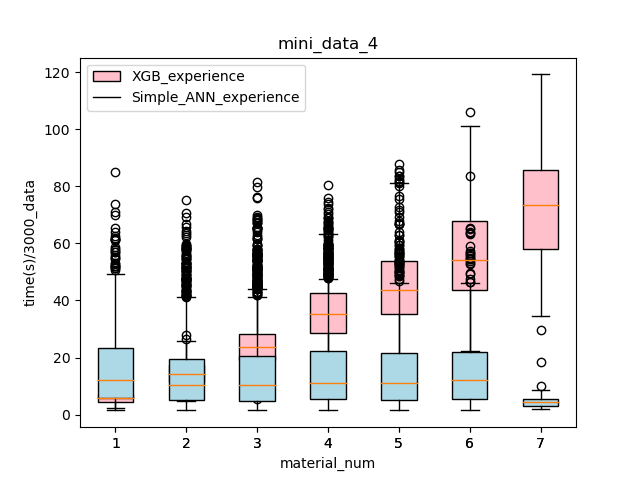 mini_data_4
XGB_experience
Simple_ANN_experience
120
100
80
60
40
20
0
time(s)/3000_data
1 2 3 4 5 6 7
material_num